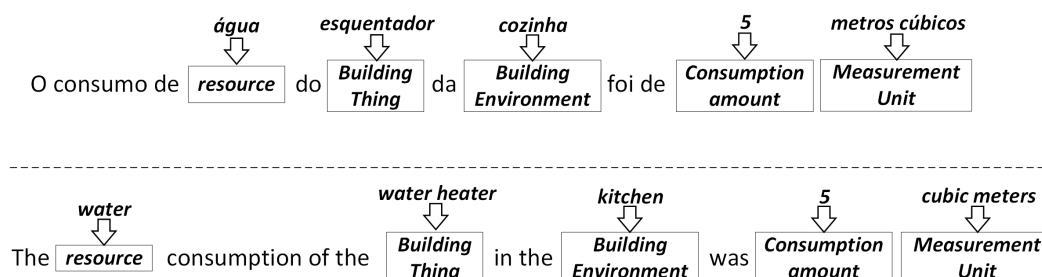 água esquentador cozinha 5 metros cúbicos
O consumo de resource do Building Thing da Building Environment foi de Consumption amount Measurement Unit
water water heater kitchen 5 cubic meters
The resource consumption of the Building Thing in the Building Environment was Consumption amount Measurement Unit